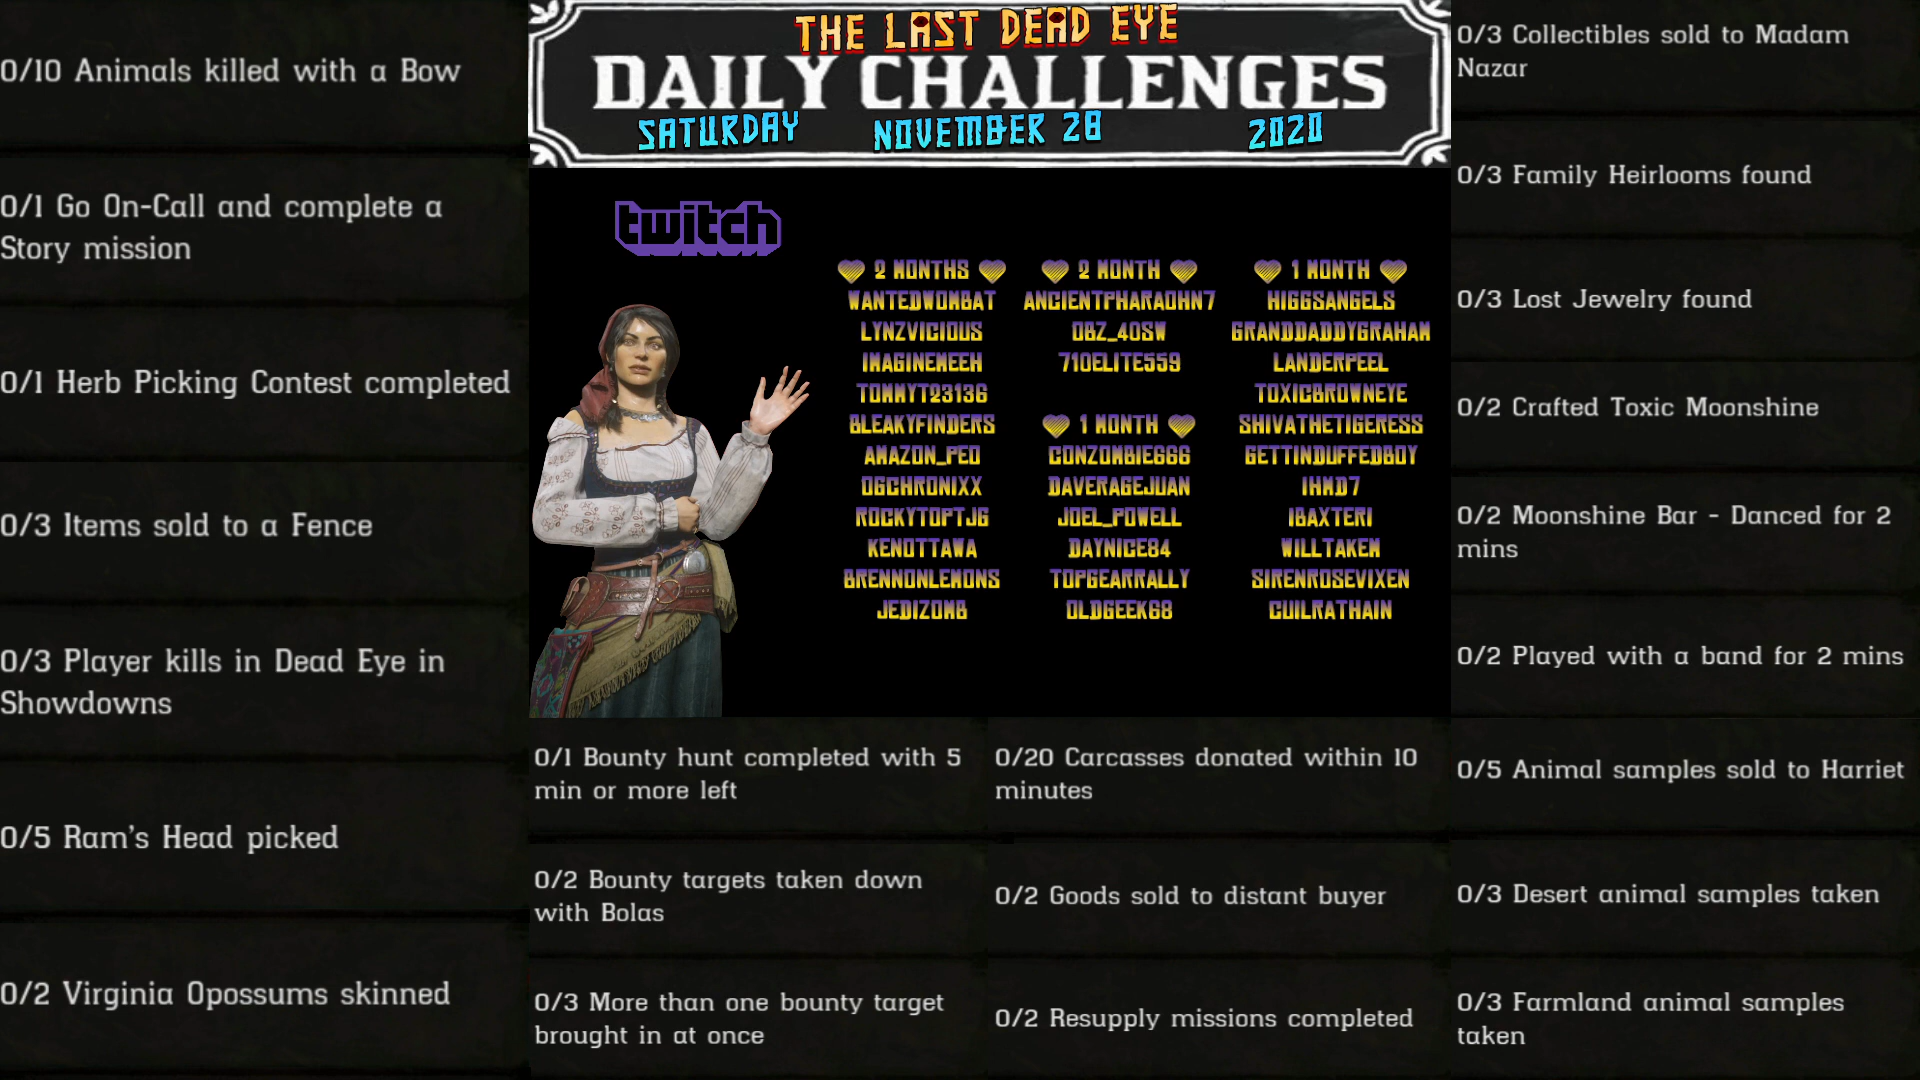 0/10 Animals killed with a Bow
0/1 Go On-Call and complete a
Story mission
0/1 Herb Picking Contest completed
0/3 Items sold to a Fence
0/3 Player kills in Dead Eye in
Showdowns
0/5 Ram's Head picked
0/2 Virginia Opossums skinned
THE LAST DEAD EYE
DAILY CHALLENGES
SATURDAY NOVEMBER 28 2020
twitch
2 MONTHS
WANTEDWOMBAT
LYNZVICIOUS
IMAGINEMEEH
TOMMYT23136
BLEAKYFINDERS
AMAZON_PEO
OGCHRONIXX
ROCKYTOPTJG
KENOTTAWA
BRENNONLEMONS
JEDIZOMB
2 MONTH
ANCIENTPHARAOHN7
OBZ_40SW
710ELITE559
1 MONTH
CONZOMBIE666
DAVERAGEJUAN
JOEL_POWELL
DAYNICE84
TOPGEARRALLY
OLDGEEK68
1 MONTH
HIGGSANGELS
GRANDDADDYGRAHAM
LANDERPEEL
TOXICBROWNEYE
SHIVATHETIGERESS
GETTINDUFFEDBOY
IHMD7
IBAXTERI
WILLTAKEM
SIRENROSEVIXEN
CUILRATHAIN
0/1 Bounty hunt completed with 5
min or more left
0/2 Bounty targets taken down
with Bolas
0/3 More than one bounty target
brought in at once
0/20 Carcasses donated within 10
minutes
0/2 Goods sold to distant buyer
0/2 Resupply missions completed
0/3 Collectibles sold to Madam
Nazar
0/3 Family Heirlooms found
0/3 Lost Jewelry found
0/2 Crafted Toxic Moonshine
0/2 Moonshine Bar - Danced for 2
mins
0/2 Played with a band for 2 mins
0/5 Animal samples sold to Harriet
0/3 Desert animal samples taken
0/3 Farmland animal samples
taken